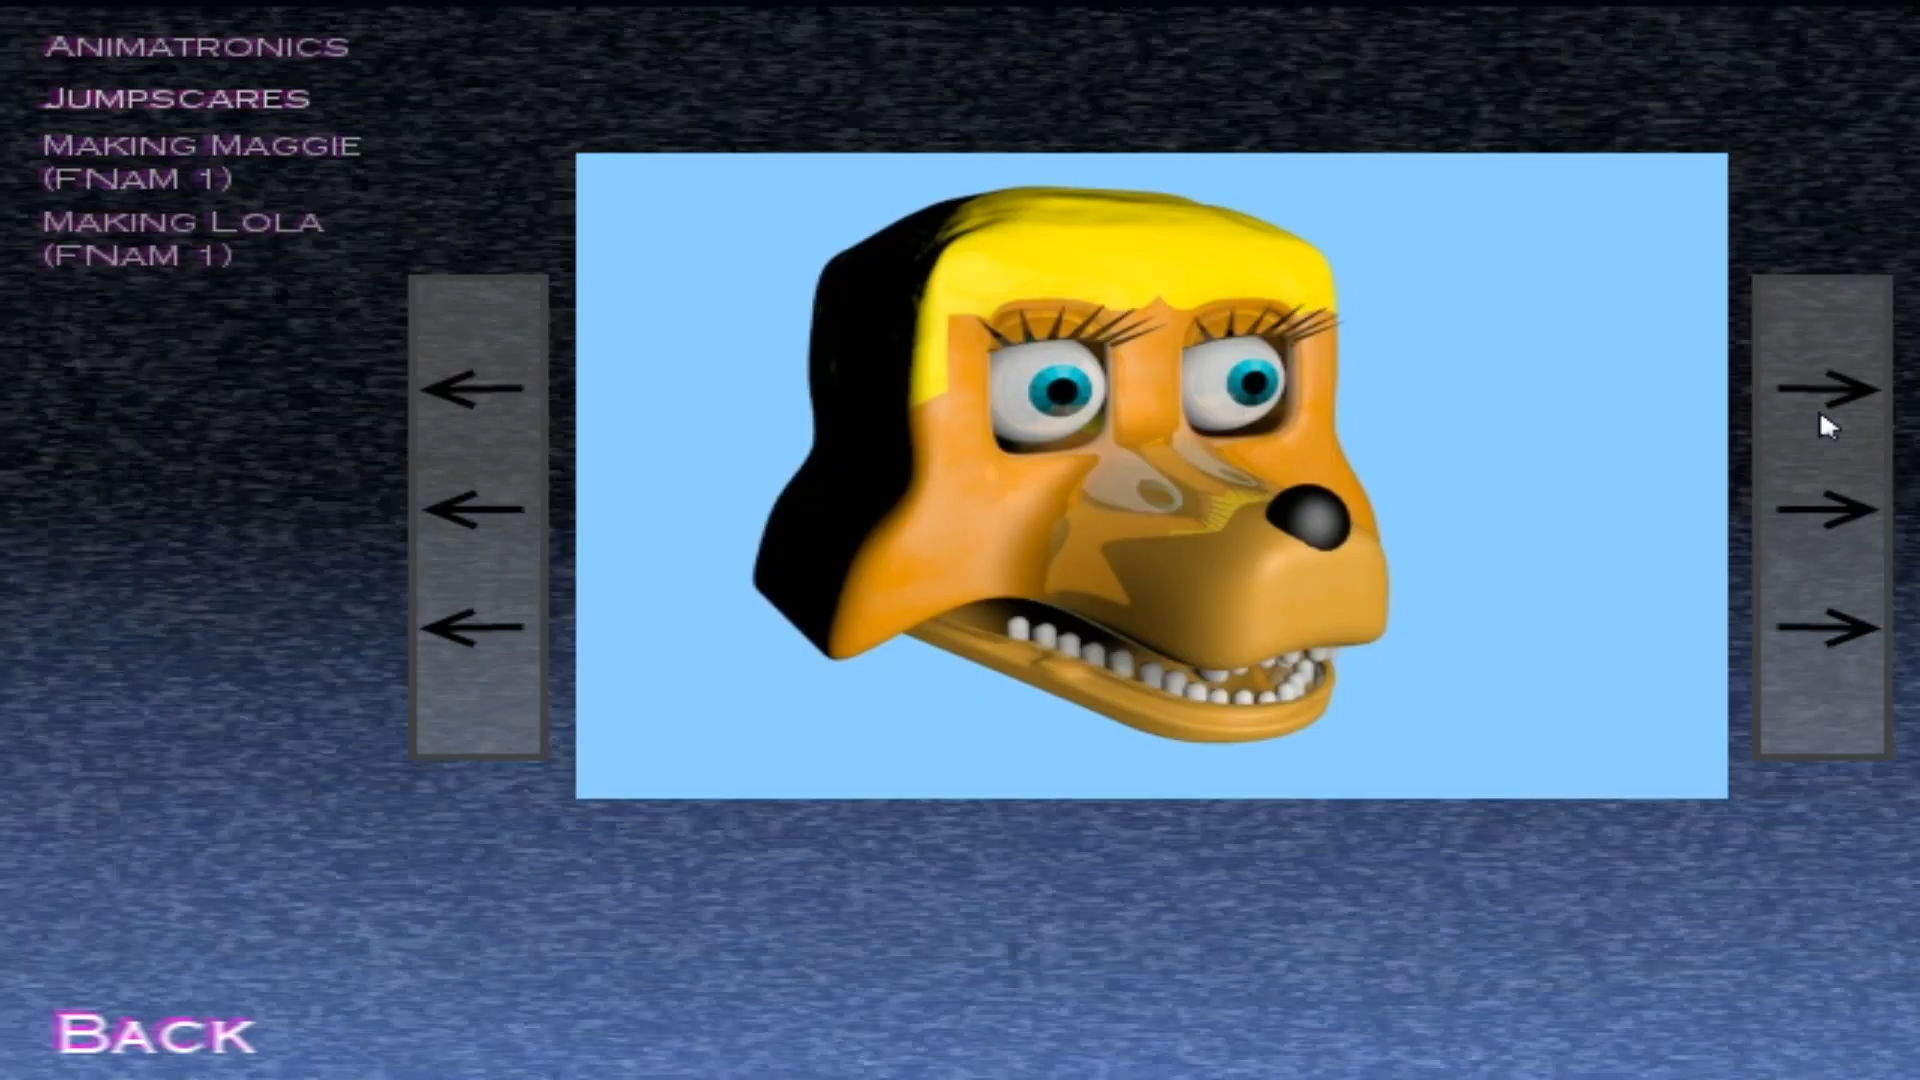 Animatronics
Jumpscares
Making Maggie
(FNaM 1)
Making Lola
(FNaM 1)
Back